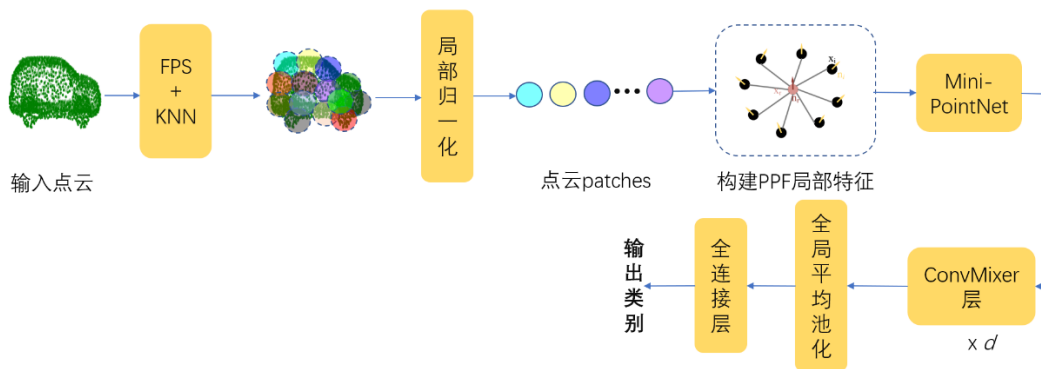 FPS
+
KNN
局部归一化
x_i
Mini-
PointNet
输入点云
点云patches
构建PPF局部特征
输出类别
全连接层
全局平均池化
ConvMixer
层
x d